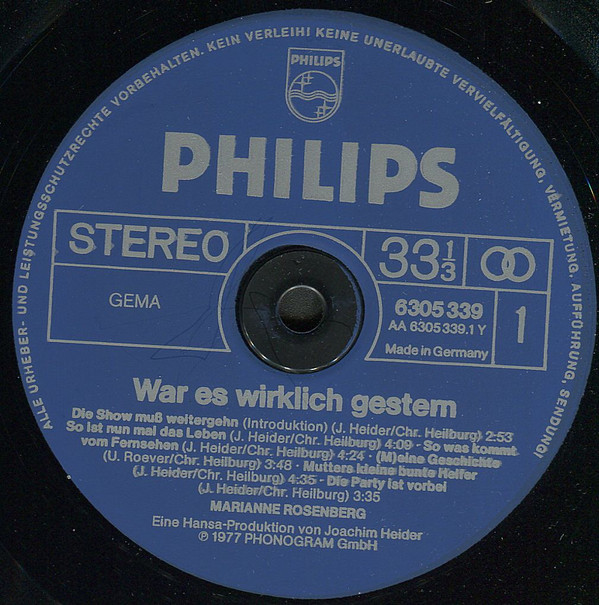 ALLE URHEBER- UND LEISTUNGSSCHUTZRECHTE VORBEHALTEN. KEIN VERLEIH! KEINE UNERLAUBTE VERVIELFÄLTIGUNG, VERMIETUNG, AUFFÜHRUNG, SENDUNG!
PHILIPS
PHILIPS
STEREO
33 1/3
GEMA
6305 339
AA 6305 339.1 Y
1
Made in Germany
War es wirklich gestern
Die Show muß weitergehn (Introduktion) (J. Heider/Chr. Heilburg) 2:53
So ist nun mal das Leben (J. Heider/Chr. Heilburg) 4:09 · So was kommt
vom Fernsehen (J. Heider/Chr. Heilburg) 4:24 · (M)eine Geschichte
(U. Roever/Chr. Heilburg) 3:48 · Mutters kleine bunte Helfer
(J. Heider/Chr. Heilburg) 4:35 · Die Party ist vorbei
(J. Heider/Chr. Heilburg) 3:35
MARIANNE ROSENBERG
Eine Hansa-Produktion von Joachim Heider
℗ 1977 PHONOGRAM GmbH